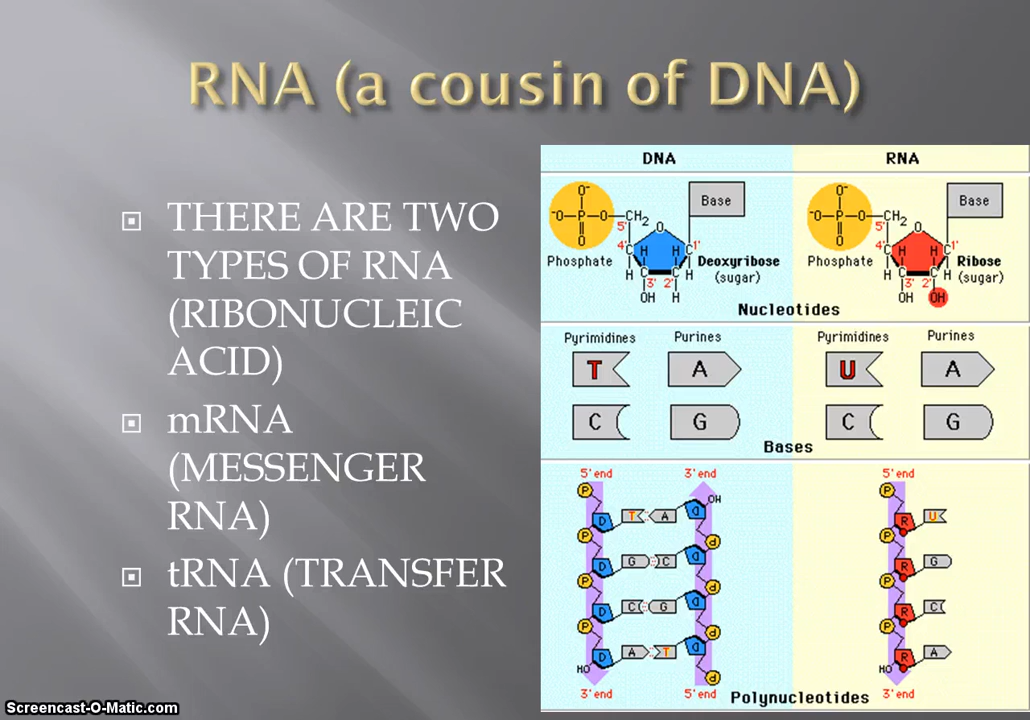 RNA (a cousin of DNA)
THERE ARE TWO
TYPES OF RNA
(RIBONUCLEIC
ACID)
mRNA
(MESSENGER
RNA)
tRNA (TRANSFER
RNA)
DNA RNA
O⁻ O⁻
⁻O—P—O—CH₂ Base ⁻O—P—O—CH₂ Base
O 5' O O 5' O
4' H H 1' 4' H H 1'
Phosphate C C Deoxyribose Phosphate C C Ribose
H C C H (sugar) H C C H (sugar)
3' 2' 3' 2'
OH H OH OH
Nucleotides
Pyrimidines Purines Pyrimidines Purines
T A U A
C G C G
Bases
5' end 3' end 5' end
P OH P
D T A D R U
P P P
D G C D R G
P P P
D C G D R C
P P P
D A T D R A
HO P HO
3' end 5' end 3' end
Polynucleotides
Screencast-O-Matic.com